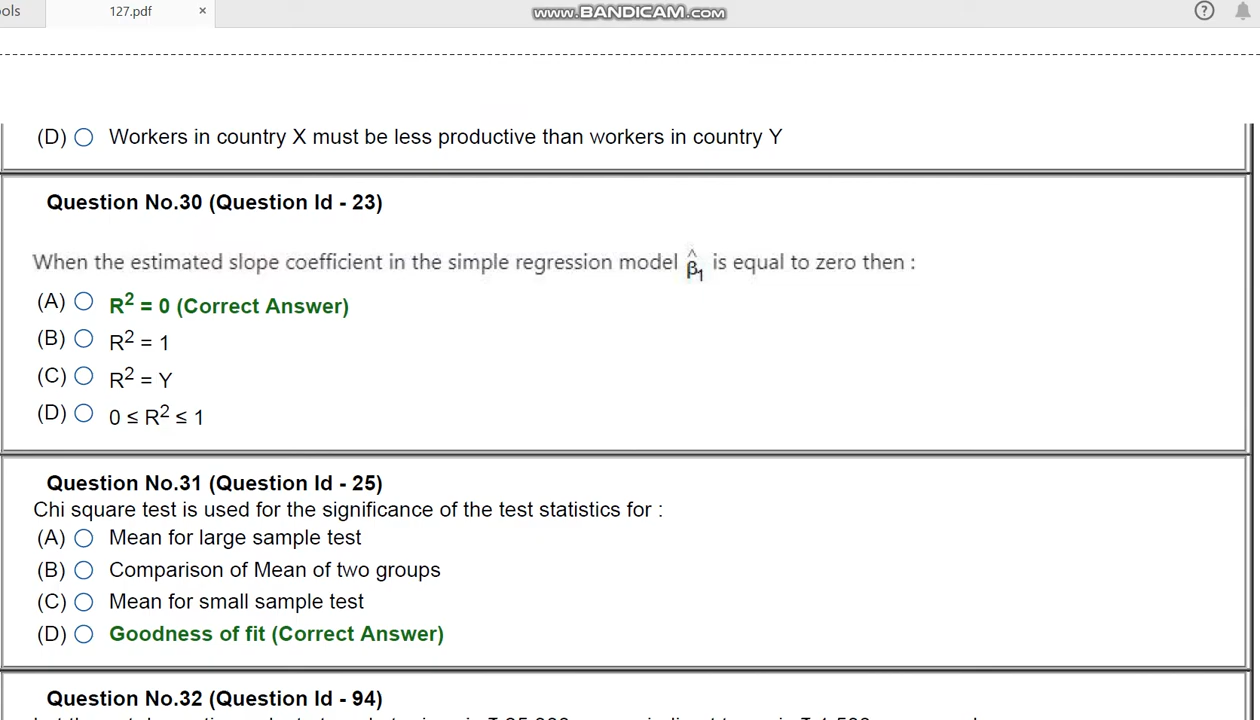 ools
127.pdf
×
www.BANDICAM.com
?
(D) Workers in country X must be less productive than workers in country Y
Question No.30 (Question Id - 23)
When the estimated slope coefficient in the simple regression model β̂₁ is equal to zero then :
(A) R² = 0 (Correct Answer)
(B) R² = 1
(C) R² = Y
(D) 0 ≤ R² ≤ 1
Question No.31 (Question Id - 25)
Chi square test is used for the significance of the test statistics for :
(A) Mean for large sample test
(B) Comparison of Mean of two groups
(C) Mean for small sample test
(D) Goodness of fit (Correct Answer)
Question No.32 (Question Id - 94)